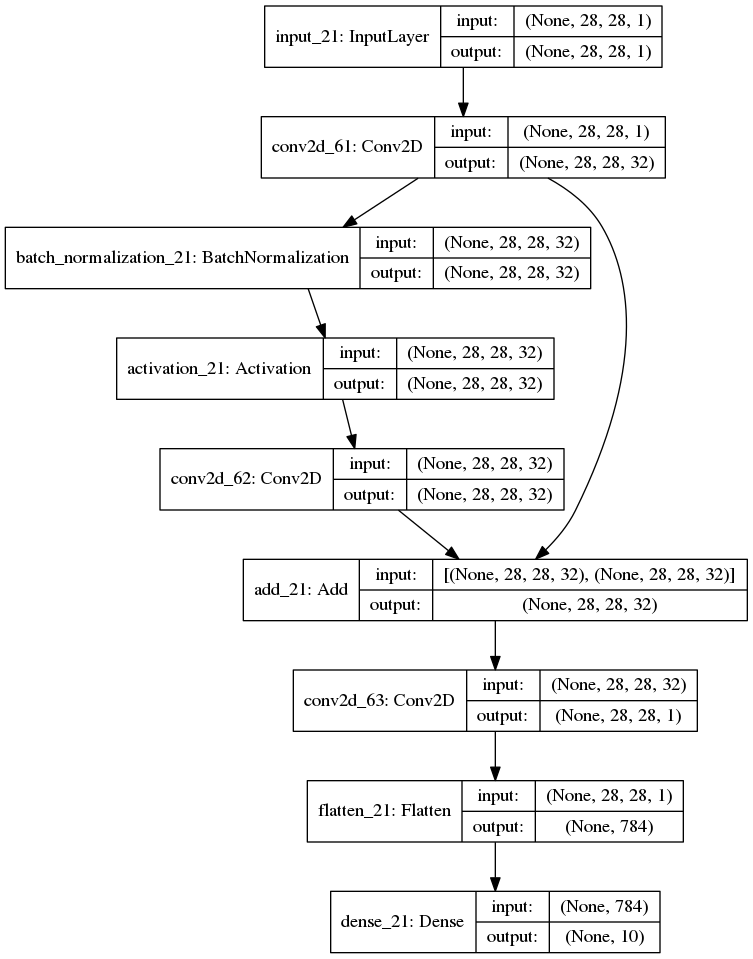 input_21: InputLayer
input: (None, 28, 28, 1)
output: (None, 28, 28, 1)
conv2d_61: Conv2D
input: (None, 28, 28, 1)
output: (None, 28, 28, 32)
batch_normalization_21: BatchNormalization
input: (None, 28, 28, 32)
output: (None, 28, 28, 32)
activation_21: Activation
input: (None, 28, 28, 32)
output: (None, 28, 28, 32)
conv2d_62: Conv2D
input: (None, 28, 28, 32)
output: (None, 28, 28, 32)
add_21: Add
input: [(None, 28, 28, 32), (None, 28, 28, 32)]
output: (None, 28, 28, 32)
conv2d_63: Conv2D
input: (None, 28, 28, 32)
output: (None, 28, 28, 1)
flatten_21: Flatten
input: (None, 28, 28, 1)
output: (None, 784)
dense_21: Dense
input: (None, 784)
output: (None, 10)